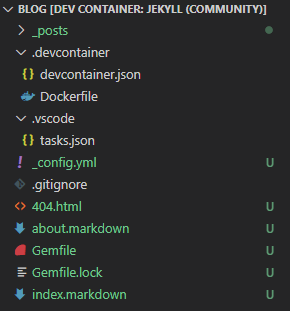 BLOG [DEV CONTAINER: JEKYLL (COMMUNITY)]
_posts
.devcontainer
devcontainer.json
Dockerfile
.vscode
tasks.json
_config.yml U
.gitignore
404.html U
about.markdown U
Gemfile U
Gemfile.lock U
index.markdown U